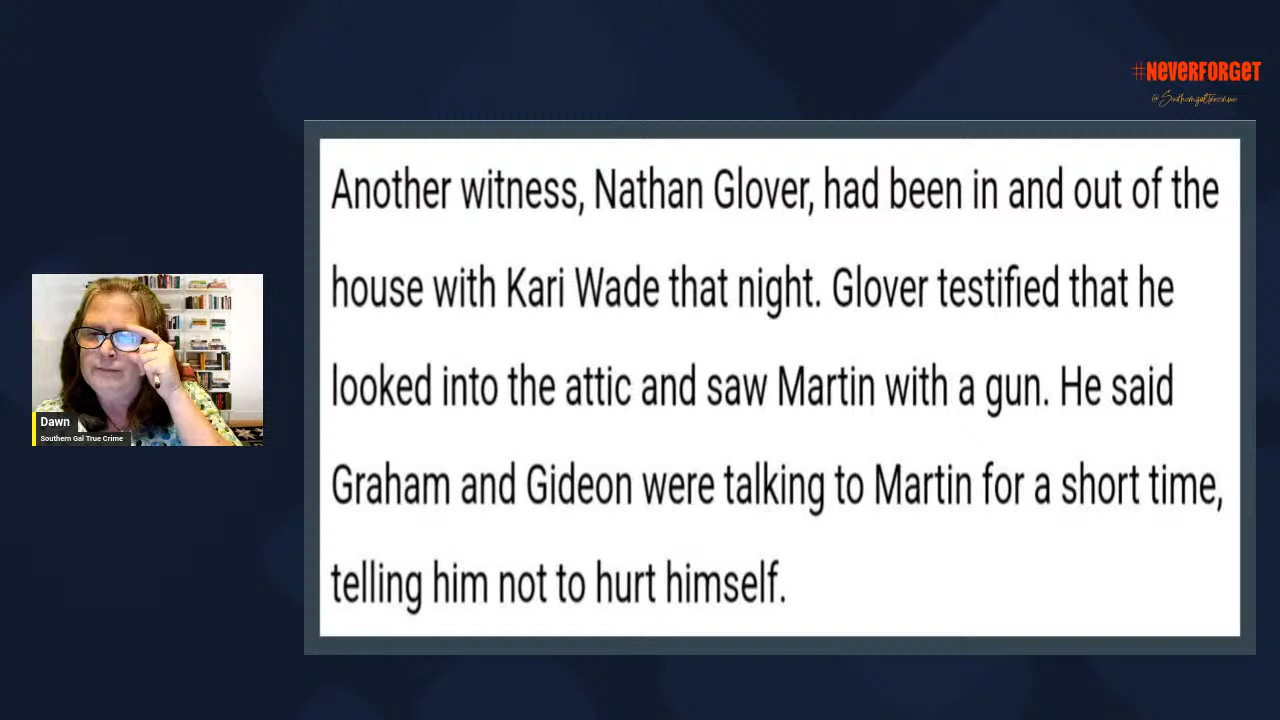 #NEVERFORGET
@Southerngaltruecrime
Another witness, Nathan Glover, had been in and out of the
house with Kari Wade that night. Glover testified that he
looked into the attic and saw Martin with a gun. He said
Graham and Gideon were talking to Martin for a short time,
telling him not to hurt himself.
Dawn
Southern Gal True Crime